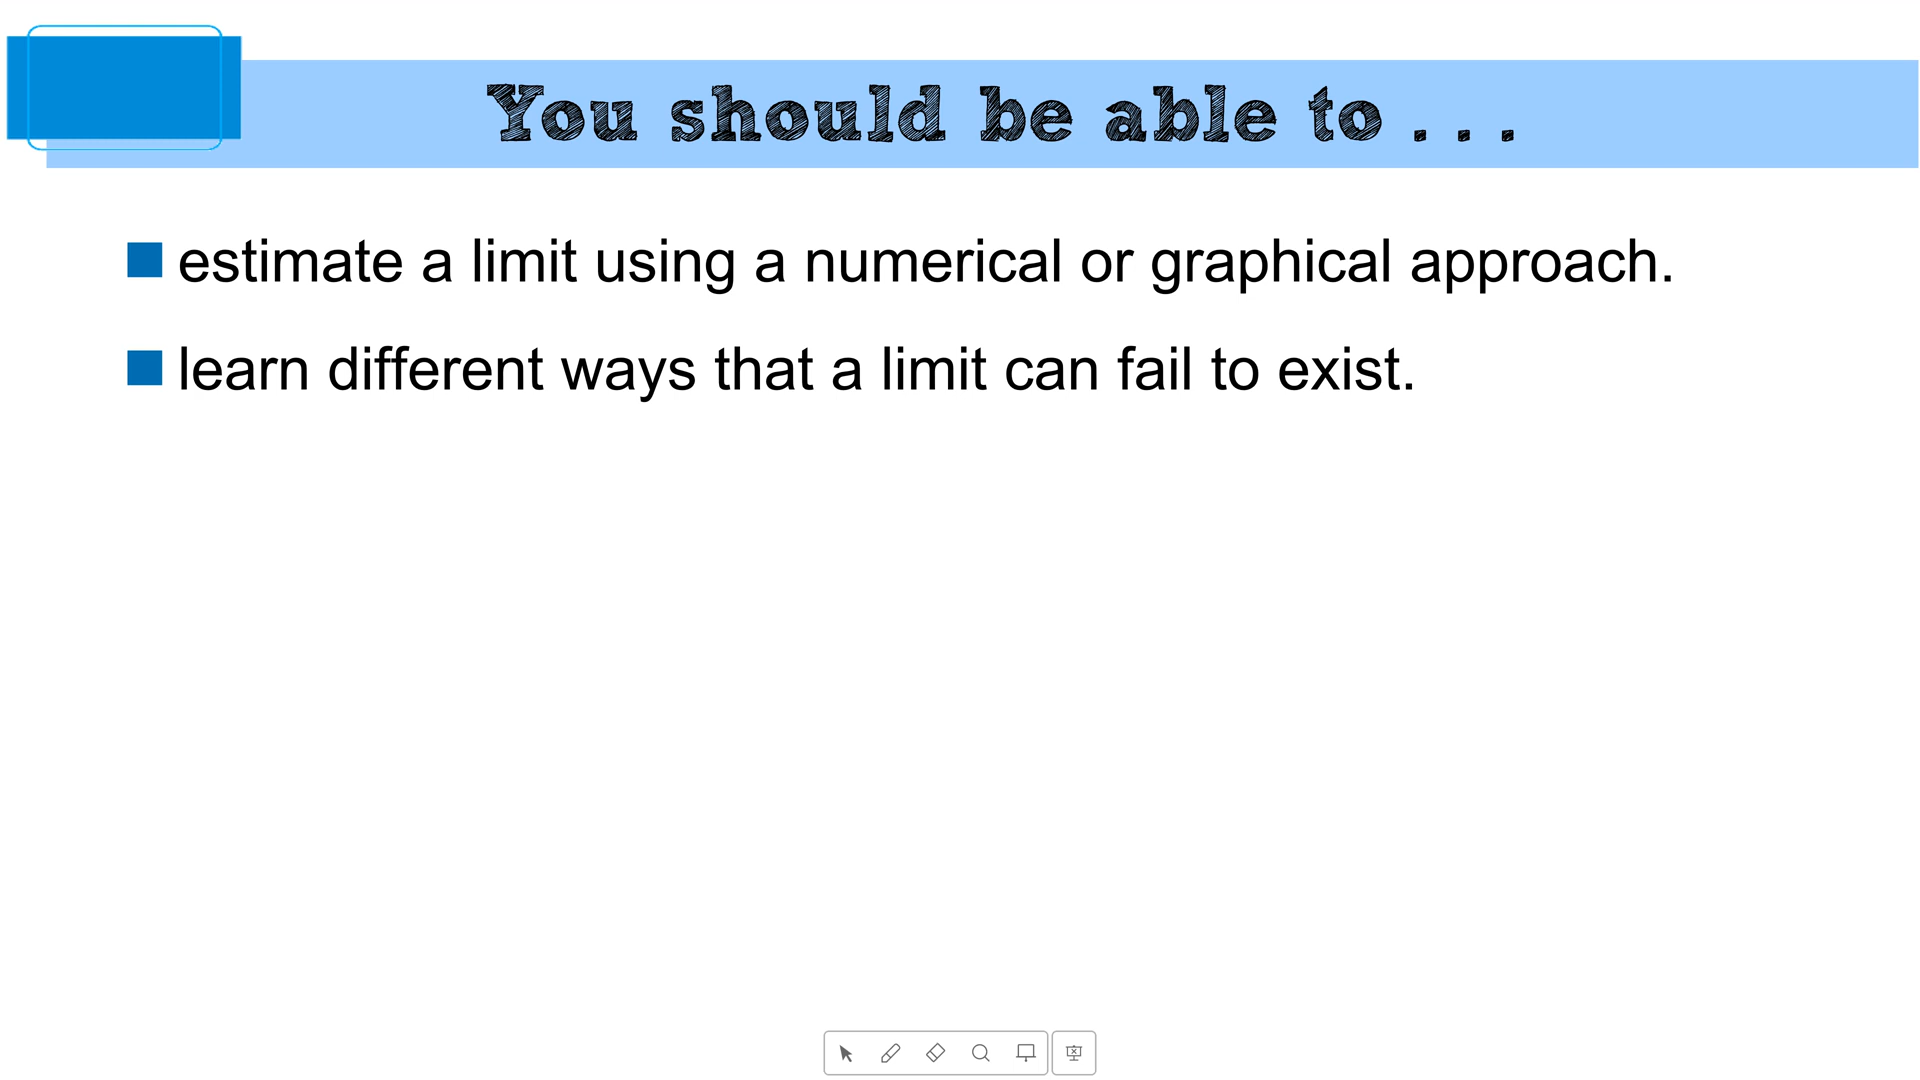 You should be able to . . .
estimate a limit using a numerical or graphical approach.
learn different ways that a limit can fail to exist.